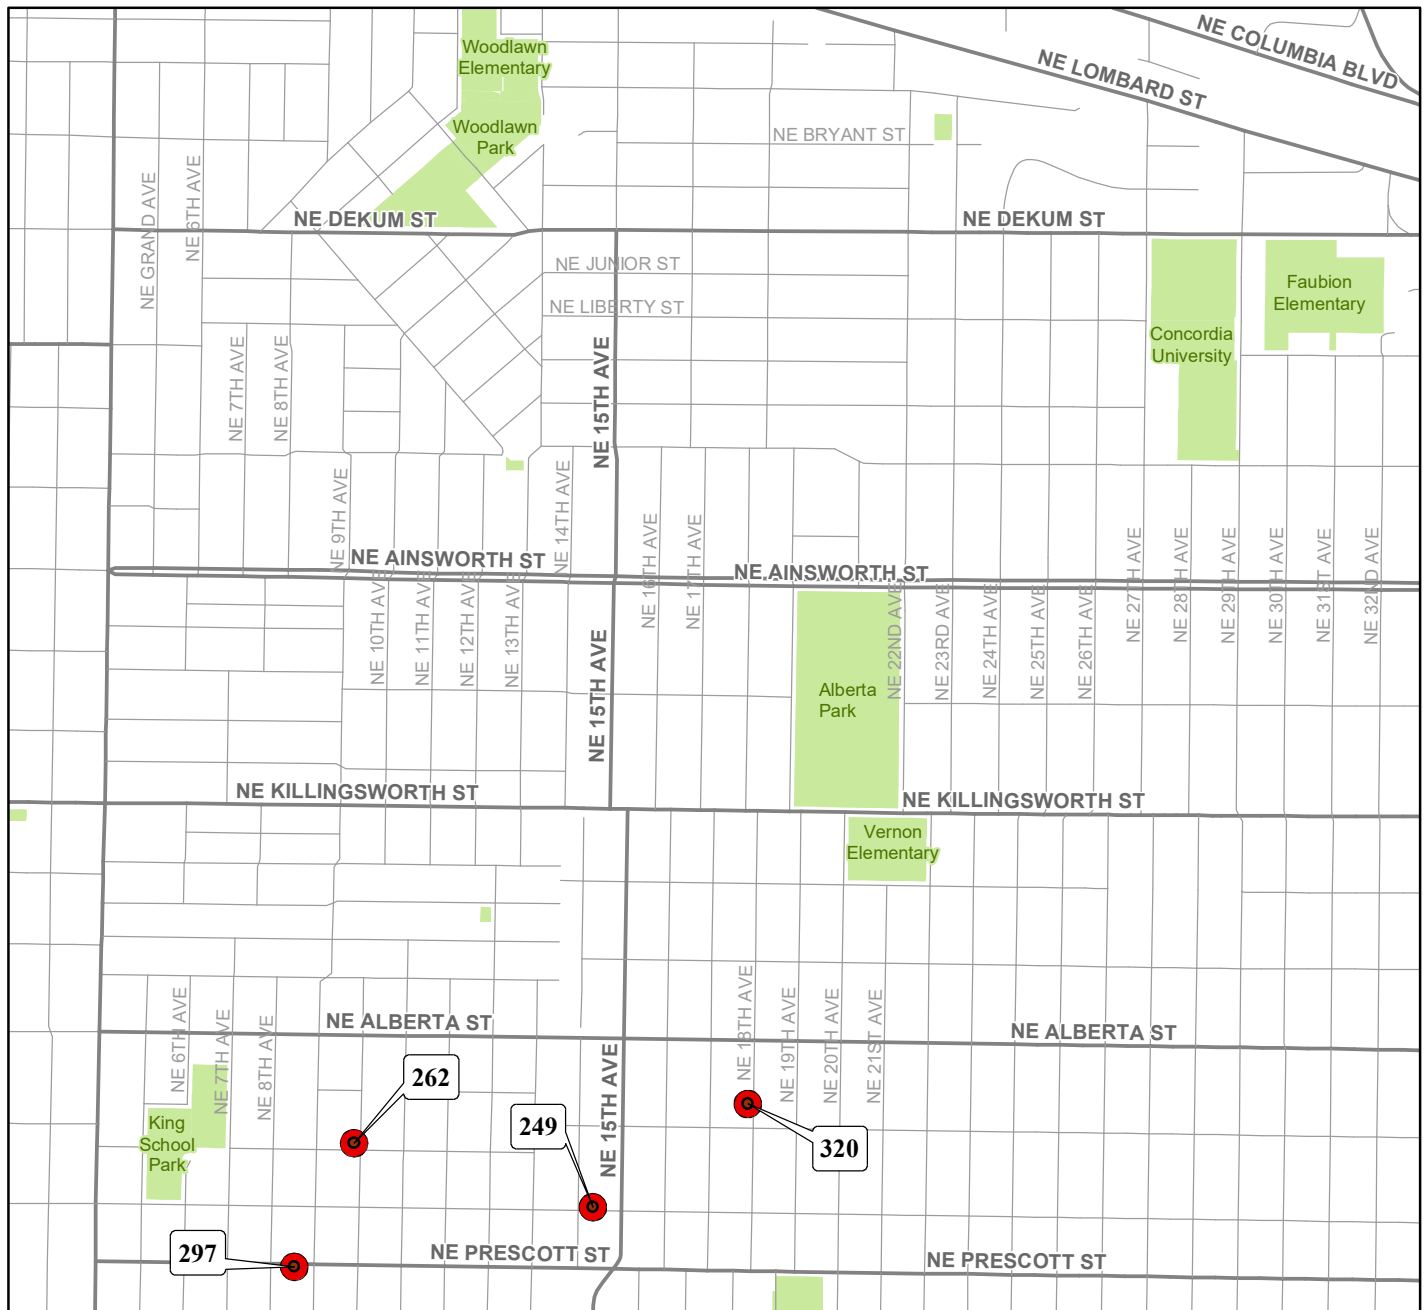 NE COLUMBIA BLVD
NE LOMBARD ST
Woodlawn
Elementary
Woodlawn
Park
NE BRYANT ST
NE GRAND AVE
NE 6TH AVE
NE DEKUM ST
NE DEKUM ST
NE JUNIOR ST
NE LIBERTY ST
Faubion
Elementary
Concordia
University
NE 7TH AVE
NE 8TH AVE
NE 15TH AVE
NE 9TH AVE
NE 14TH AVE
NE AINSWORTH ST
NE AINSWORTH ST
NE 16TH AVE
NE 17TH AVE
NE 27TH AVE
NE 28TH AVE
NE 29TH AVE
NE 30TH AVE
NE 31ST AVE
NE 32ND AVE
NE 10TH AVE
NE 11TH AVE
NE 12TH AVE
NE 13TH AVE
NE 15TH AVE
NE 22ND AVE
NE 23RD AVE
NE 24TH AVE
NE 25TH AVE
NE 26TH AVE
Alberta
Park
NE KILLINGSWORTH ST
NE KILLINGSWORTH ST
Vernon
Elementary
NE 6TH AVE
NE 7TH AVE
NE 8TH AVE
NE ALBERTA ST
NE ALBERTA ST
NE 18TH AVE
NE 19TH AVE
NE 20TH AVE
NE 21ST AVE
NE 15TH AVE
262
249
320
King
School
Park
297
NE PRESCOTT ST
NE PRESCOTT ST